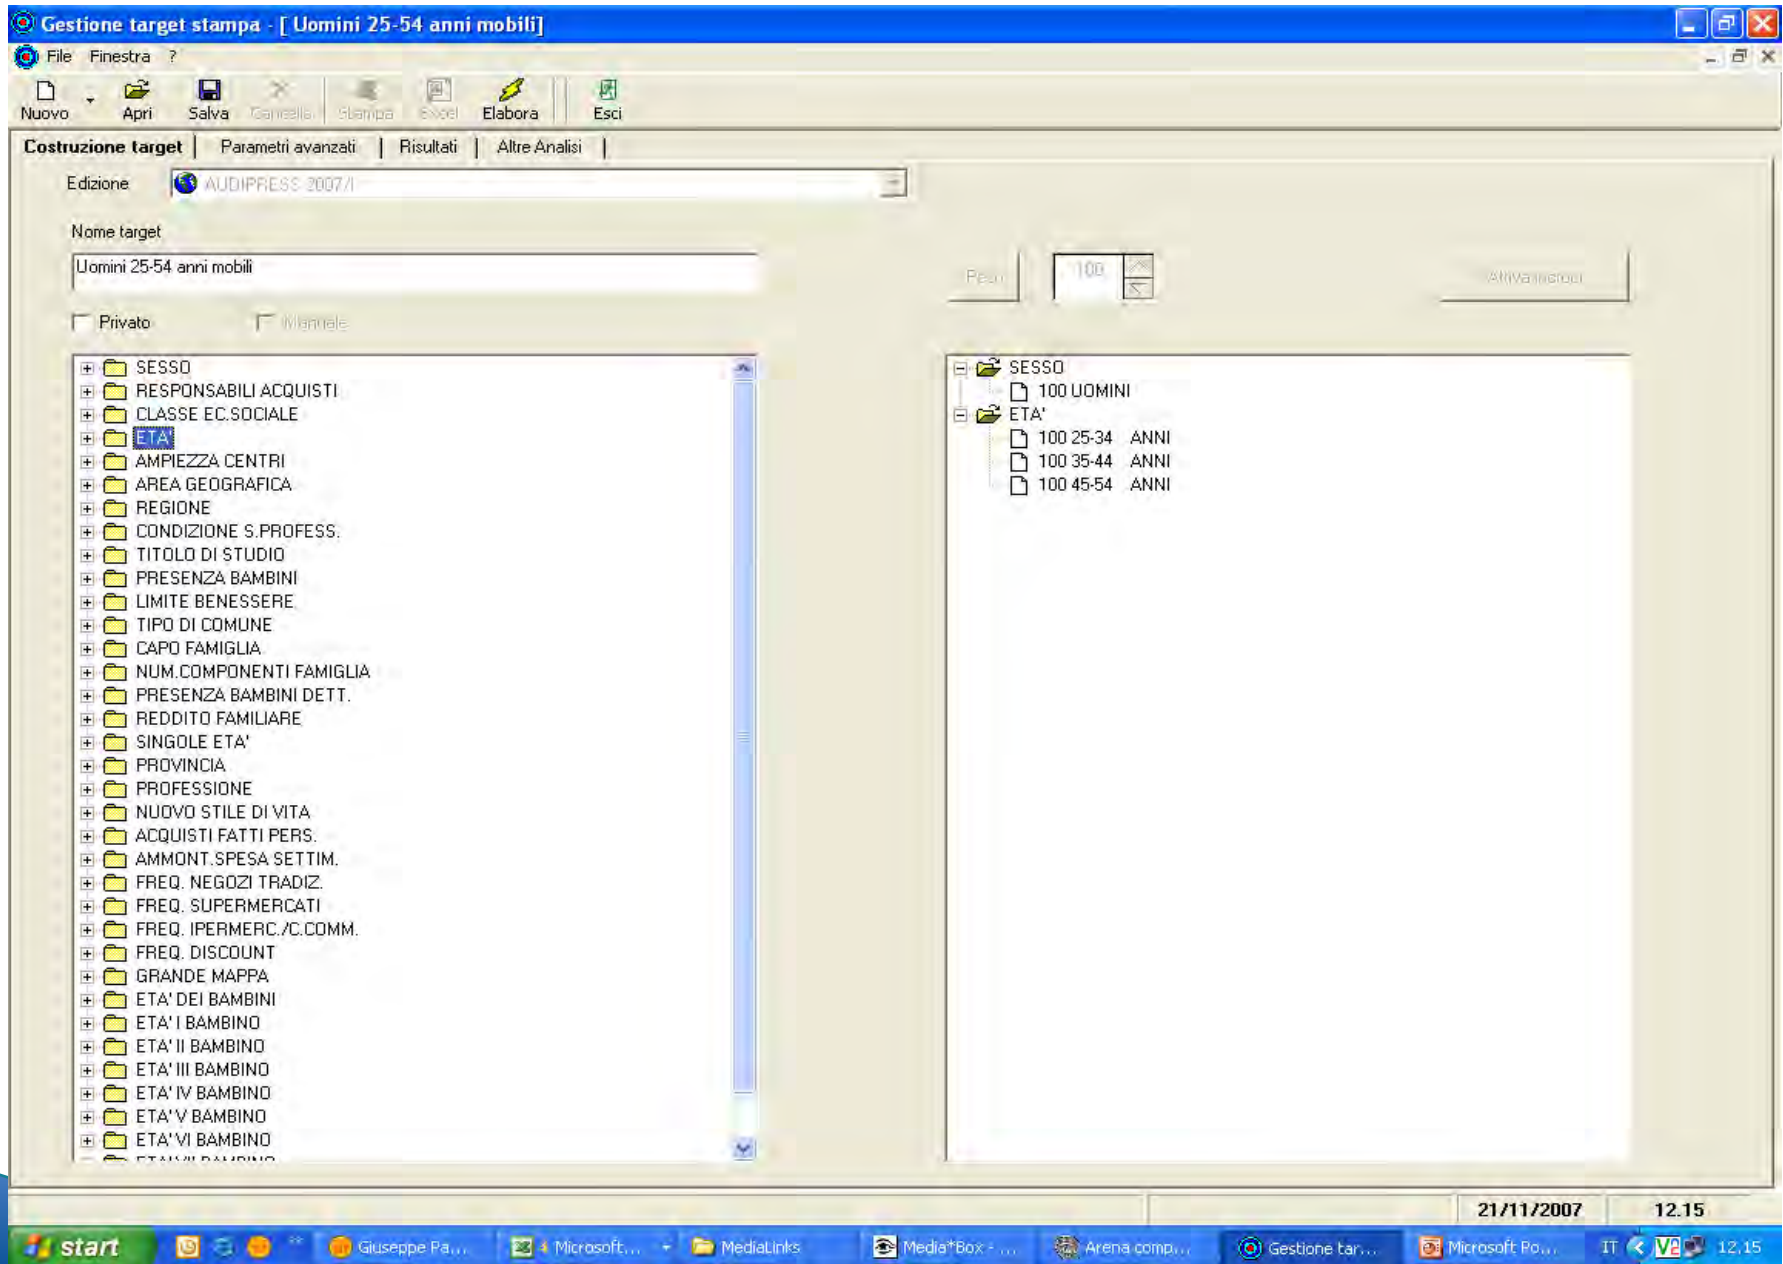 Gestione target stampa - [ Uomini 25-54 anni mobili]
File Finestra ?
Nuovo Apri Salva Cancella Stampa Excel Elabora Esci
Costruzione target | Parametri avanzati | Risultati | Altre Analisi |
Edizione AUDIPRESS 2007/I
Nome target
Uomini 25-54 anni mobili
100
Privato Manuale
SESSO
RESPONSABILI ACQUISTI
CLASSE EC.SOCIALE
ETA'
AMPIEZZA CENTRI
AREA GEOGRAFICA
REGIONE
CONDIZIONE S.PROFESS.
TITOLO DI STUDIO
PRESENZA BAMBINI
LIMITE BENESSERE
TIPO DI COMUNE
CAPO FAMIGLIA
NUM.COMPONENTI FAMIGLIA
PRESENZA BAMBINI DETT.
REDDITO FAMILIARE
SINGOLE ETA'
PROVINCIA
PROFESSIONE
NUOVO STILE DI VITA
ACQUISTI FATTI PERS.
AMMONT.SPESA SETTIM.
FREQ. NEGOZI TRADIZ.
FREQ. SUPERMERCATI
FREQ. IPERMERC./C.COMM.
FREQ. DISCOUNT
GRANDE MAPPA
ETA' DEI BAMBINI
ETA' I BAMBINO
ETA' II BAMBINO
ETA' III BAMBINO
ETA' IV BAMBINO
ETA' V BAMBINO
ETA' VI BAMBINO
ETA' VII BAMBINO
SESSO
100 UOMINI
ETA'
100 25-34 ANNI
100 35-44 ANNI
100 45-54 ANNI
21/11/2007 12.15
start Giuseppe Pa... 4 Microsoft... MediaLinks Media*Box - ... Arena comp... Gestione tar... Microsoft Po... IT V2 12.15